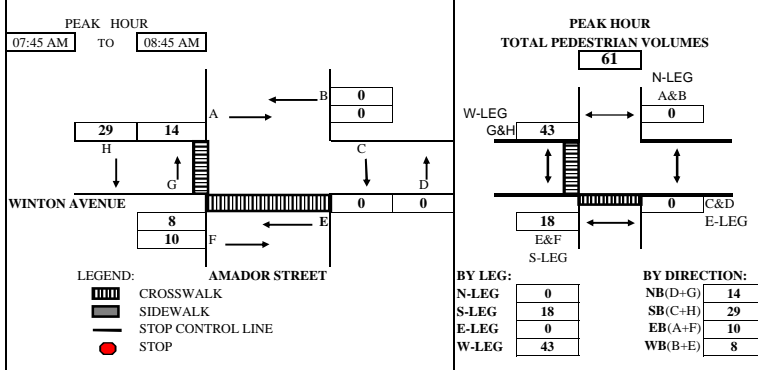 PEAK HOUR
07:45 AM TO 08:45 AM
B 0
A 0
29 14
H C
G D
WINTON AVENUE 0 0
8 E
10 F
LEGEND: AMADOR STREET
CROSSWALK
SIDEWALK
STOP CONTROL LINE
STOP
PEAK HOUR
TOTAL PEDESTRIAN VOLUMES
61
N-LEG
A&B
W-LEG 0
G&H 43
0 C&D
18 E-LEG
E&F
S-LEG
BY LEG: BY DIRECTION:
N-LEG 0 NB(D+G) 14
S-LEG 18 SB(C+H) 29
E-LEG 0 EB(A+F) 10
W-LEG 43 WB(B+E) 8